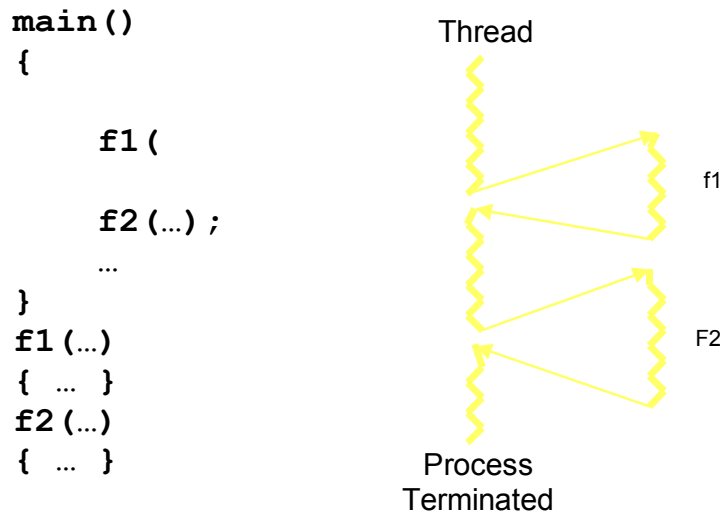 main()
{
f1(
f2(…);
…
}
f1(…)
{ … }
f2(…)
{ … }
Thread
f1
F2
Process
Terminated